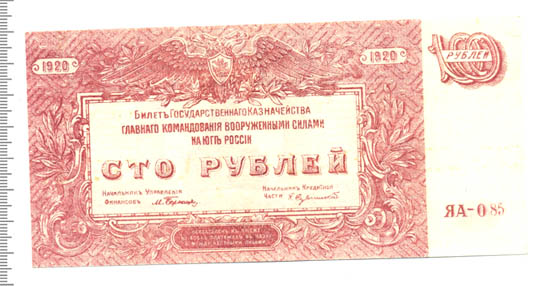 1920
1920
100 РУБЛЕЙ
БИЛЕТЪ ГОСУДАРСТВЕННАГО КАЗНАЧЕЙСТВА
ГЛАВНАГО КОМАНДОВАНІЯ ВООРУЖЕННЫМИ СИЛАМИ
НА ЮГѢ РОССІИ
СТО РУБЛЕЙ
НАЧАЛЬНИКЪ УПРАВЛЕНІЯ
ФИНАНСОВЪ
НАЧАЛЬНИКЪ КРЕДИТНОЙ
ЧАСТИ
ЯА-085